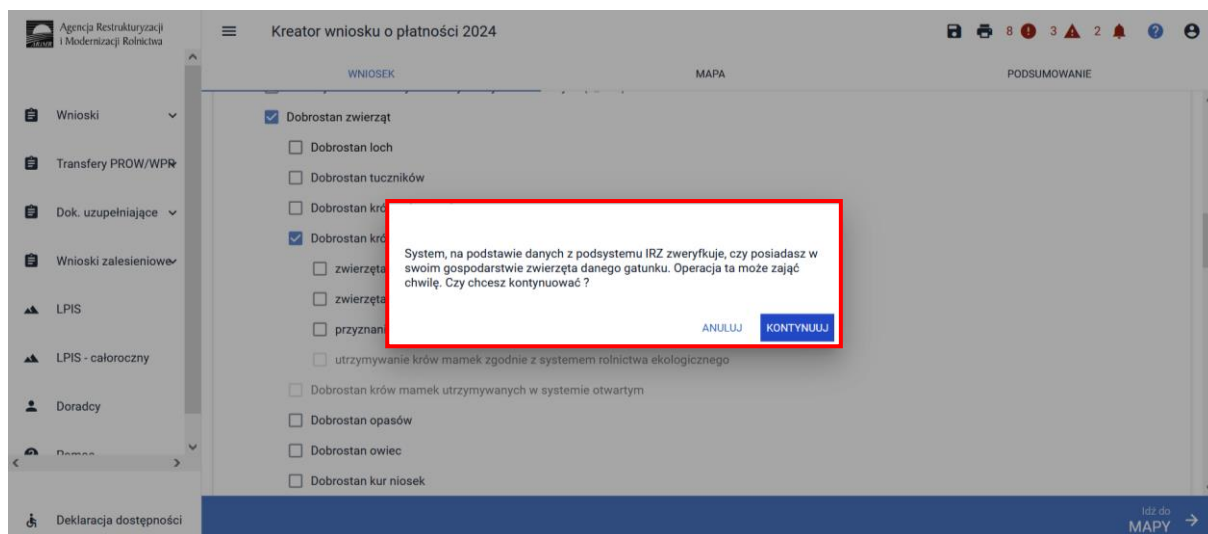 Agencja Restrukturyzacji
i Modernizacji Rolnictwa
Kreator wniosku o płatności 2024
8 3 2
WNIOSEK MAPA PODSUMOWANIE
Wnioski
Transfery PROW/WPR
Dok. uzupełniające
Wnioski zalesieniowe
LPIS
LPIS - całoroczny
Doradcy
Pomoc
Deklaracja dostępności
Dobrostan zwierząt
Dobrostan loch
Dobrostan tuczników
Dobrostan
Dobrostan
zwierzęta
zwierzęta
utrzymywanie krów mamek zgodnie z systemem rolnictwa ekologicznego
Dobrostan krów mamek utrzymywanych w systemie otwartym
Dobrostan opasów
Dobrostan owiec
Dobrostan kur niosek
System, na podstawie danych z podsystemu IRZ zweryfkuje, czy posiadasz w
swoim gospodarstwie zwierzęta danego gatunku. Operacja ta może zająć
chwilę. Czy chcesz kontynuować ?
ANULUJ KONTYNUUJ
Idź do
MAPY